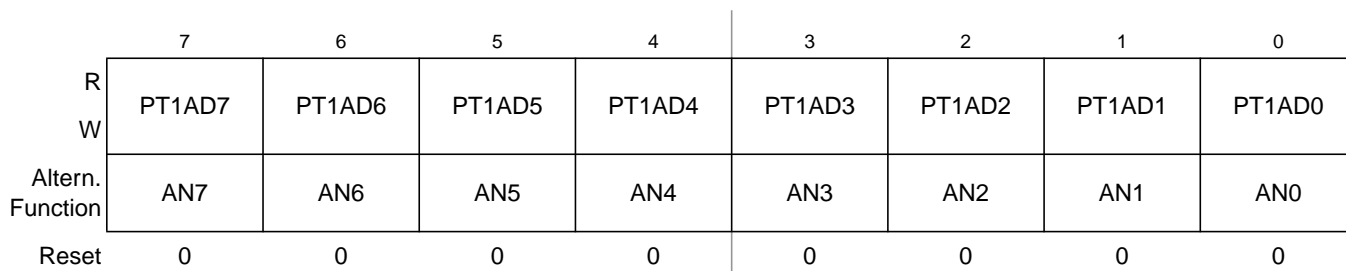 7 6 5 4 3 2 1 0
R
W
PT1AD7 PT1AD6 PT1AD5 PT1AD4 PT1AD3 PT1AD2 PT1AD1 PT1AD0
Altern.
Function
AN7 AN6 AN5 AN4 AN3 AN2 AN1 AN0
Reset 0 0 0 0 0 0 0 0